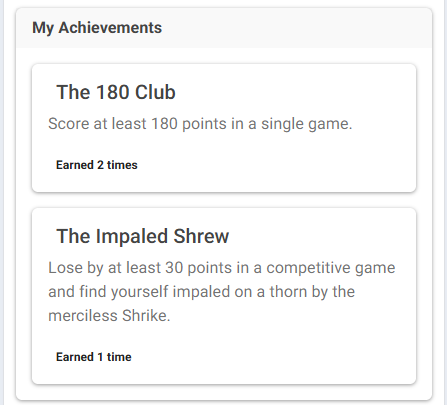 My Achievements
The 180 Club
Score at least 180 points in a single game.
Earned 2 times
The Impaled Shrew
Lose by at least 30 points in a competitive game
and find yourself impaled on a thorn by the
merciless Shrike.
Earned 1 time